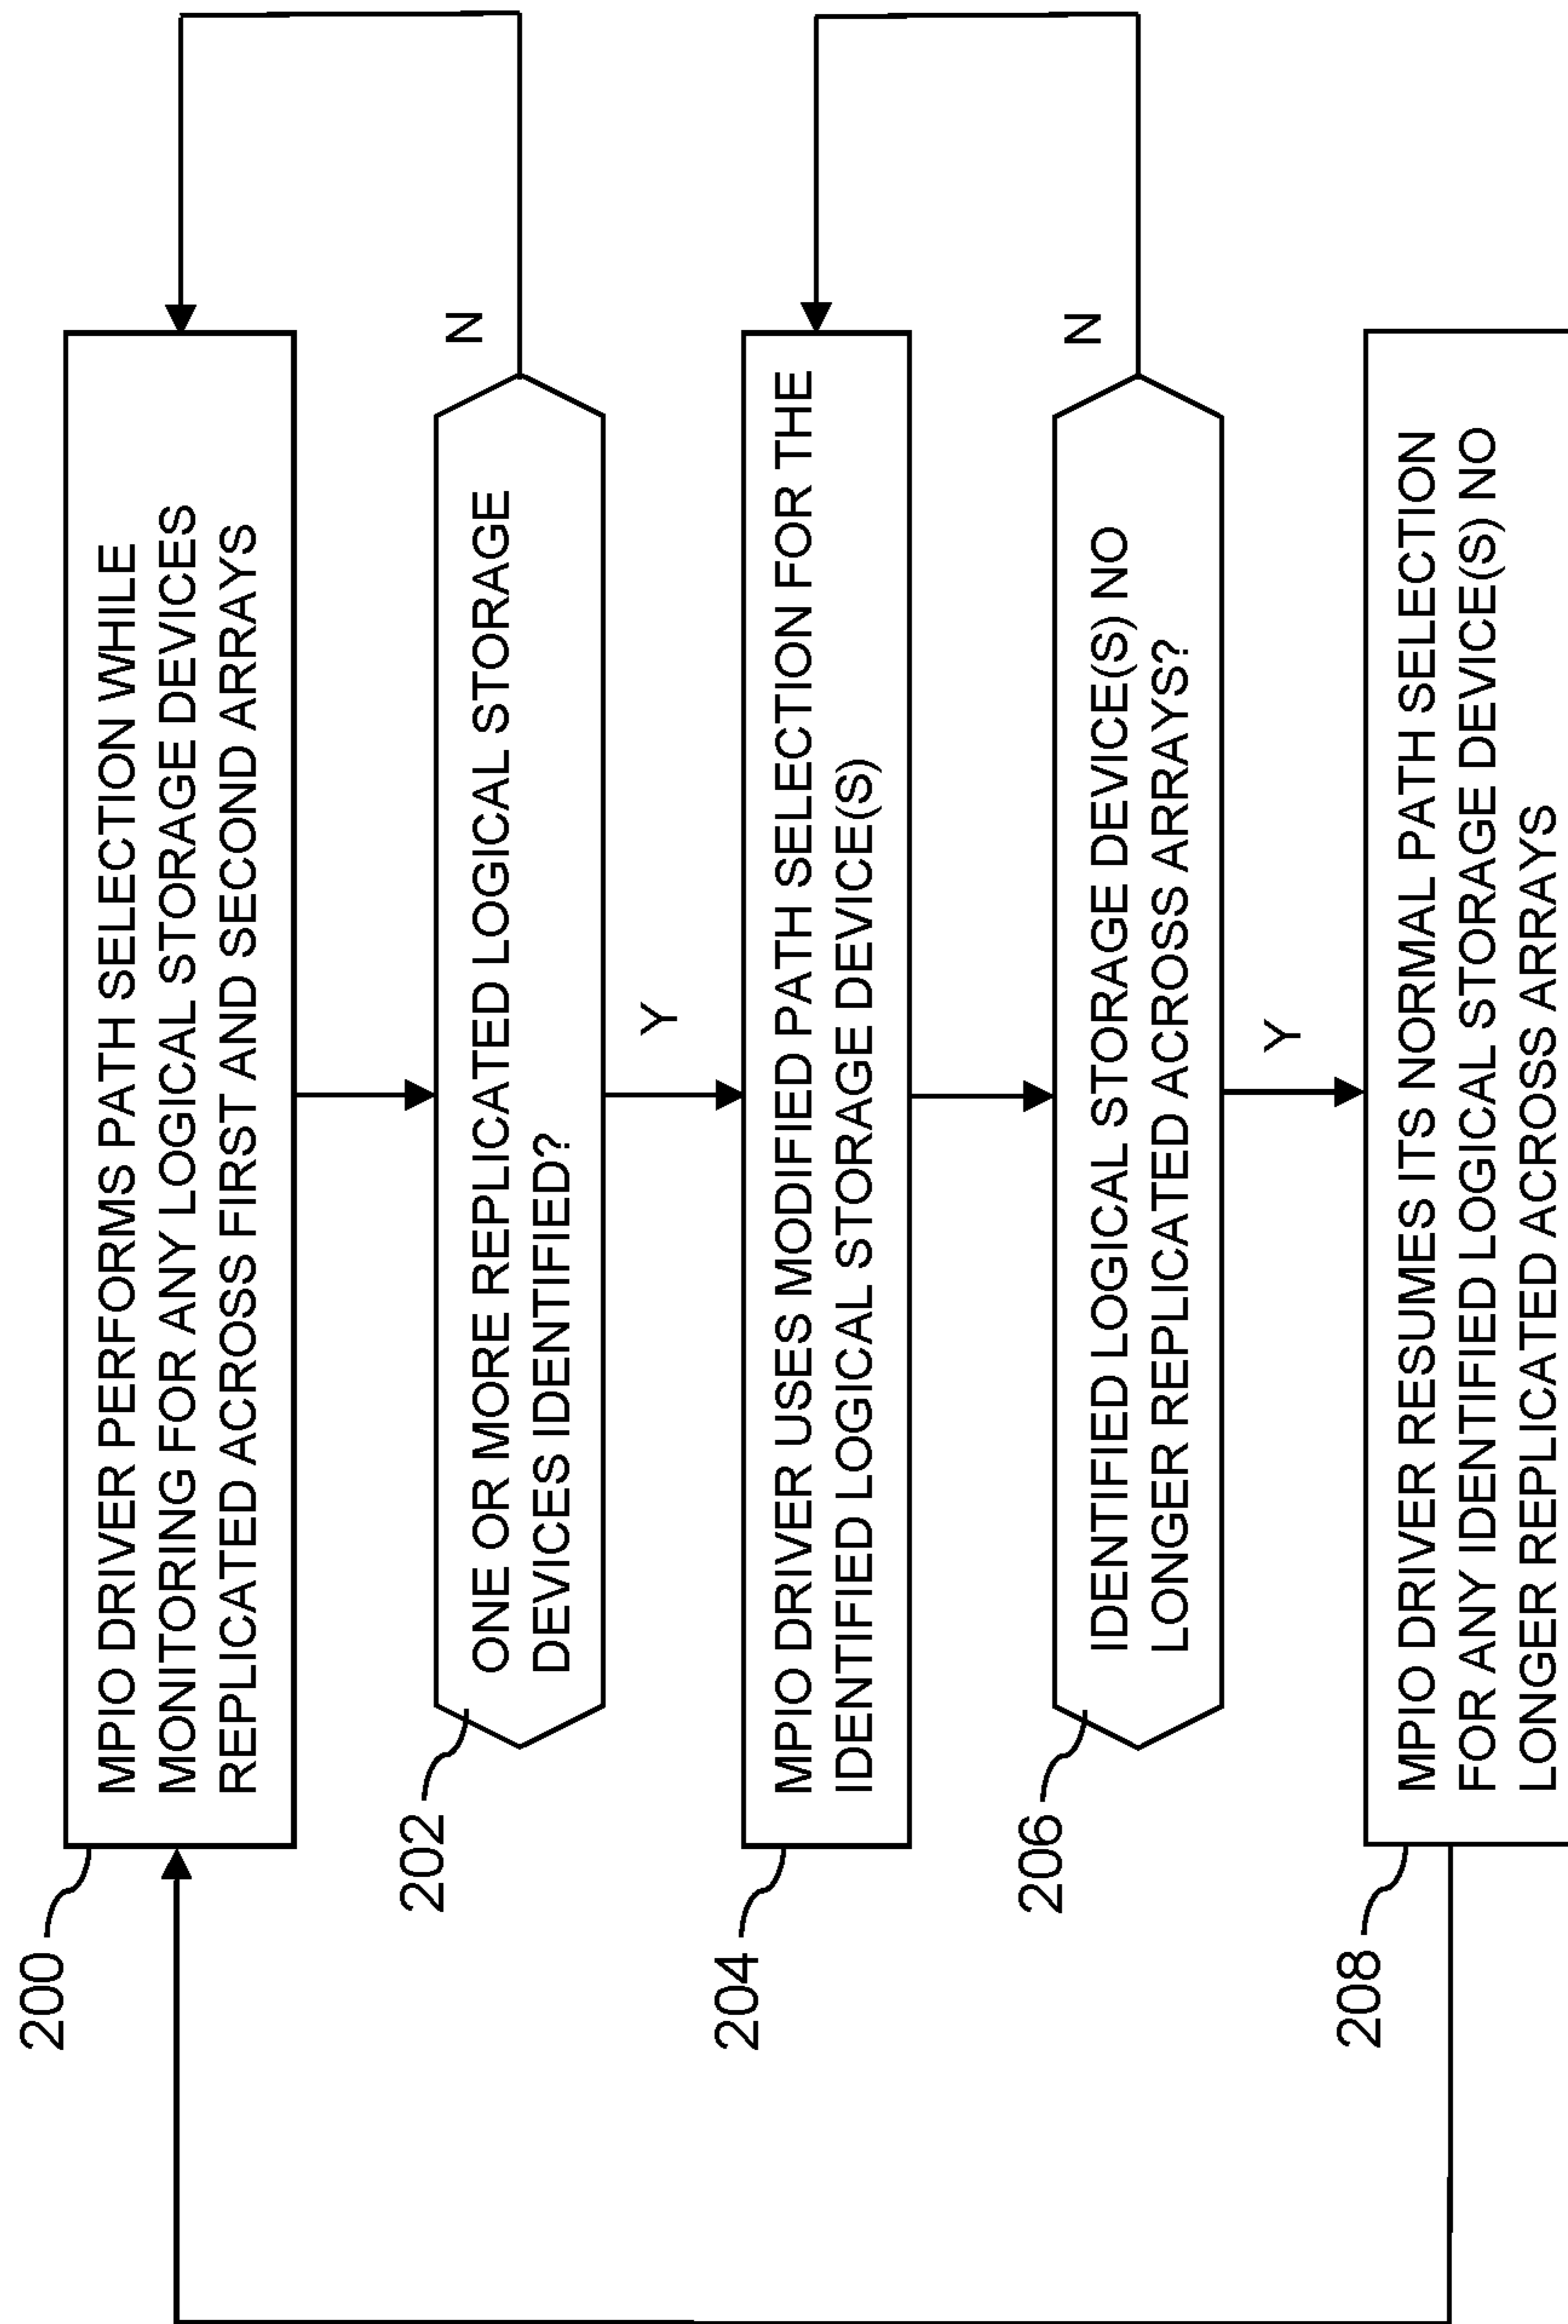 200
MPIO DRIVER PERFORMS PATH SELECTION WHILE
MONITORING FOR ANY LOGICAL STORAGE DEVICES
REPLICATED ACROSS FIRST AND SECOND ARRAYS
202
ONE OR MORE REPLICATED LOGICAL STORAGE
DEVICES IDENTIFIED?
N
Y
204
MPIO DRIVER USES MODIFIED PATH SELECTION FOR THE
IDENTIFIED LOGICAL STORAGE DEVICE(S)
206
IDENTIFIED LOGICAL STORAGE DEVICE(S) NO
LONGER REPLICATED ACROSS ARRAYS?
N
Y
208
MPIO DRIVER RESUMES ITS NORMAL PATH SELECTION
FOR ANY IDENTIFIED LOGICAL STORAGE DEVICE(S) NO
LONGER REPLICATED ACROSS ARRAYS